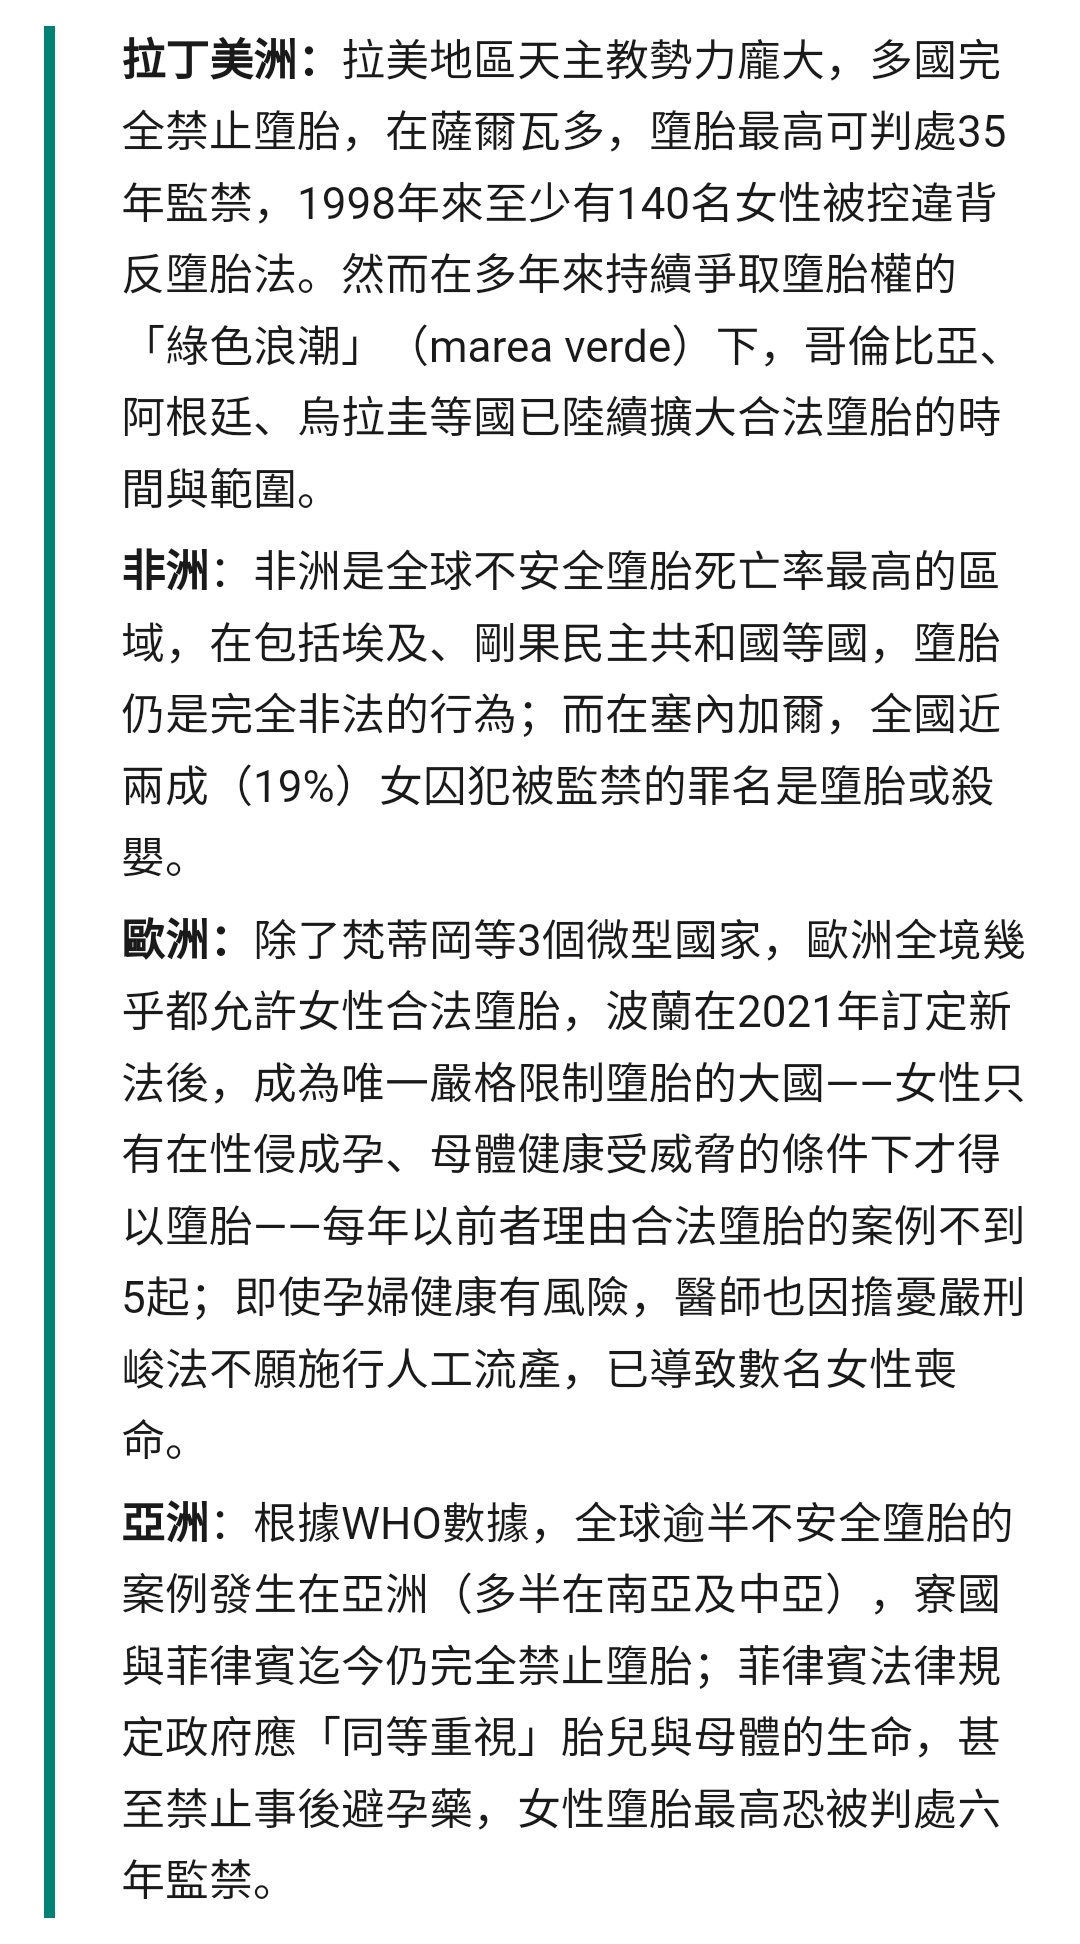 拉丁美洲：拉美地區天主教勢力龐大，多國完
全禁止墮胎，在薩爾瓦多，墮胎最高可判處35
年監禁，1998年來至少有140名女性被控違背
反墮胎法。然而在多年來持續爭取墮胎權的
「綠色浪潮」（marea verde）下，哥倫比亞、
阿根廷、烏拉圭等國已陸續擴大合法墮胎的時
間與範圍。
非洲：非洲是全球不安全墮胎死亡率最高的區
域，在包括埃及、剛果民主共和國等國，墮胎
仍是完全非法的行為；而在塞內加爾，全國近
兩成（19%）女囚犯被監禁的罪名是墮胎或殺
嬰。
歐洲：除了梵蒂岡等3個微型國家，歐洲全境幾
乎都允許女性合法墮胎，波蘭在2021年訂定新
法後，成為唯一嚴格限制墮胎的大國——女性只
有在性侵成孕、母體健康受威脅的條件下才得
以墮胎——每年以前者理由合法墮胎的案例不到
5起；即使孕婦健康有風險，醫師也因擔憂嚴刑
峻法不願施行人工流產，已導致數名女性喪
命。
亞洲：根據WHO數據，全球逾半不安全墮胎的
案例發生在亞洲（多半在南亞及中亞），寮國
與菲律賓迄今仍完全禁止墮胎；菲律賓法律規
定政府應「同等重視」胎兒與母體的生命，甚
至禁止事後避孕藥，女性墮胎最高恐被判處六
年監禁。